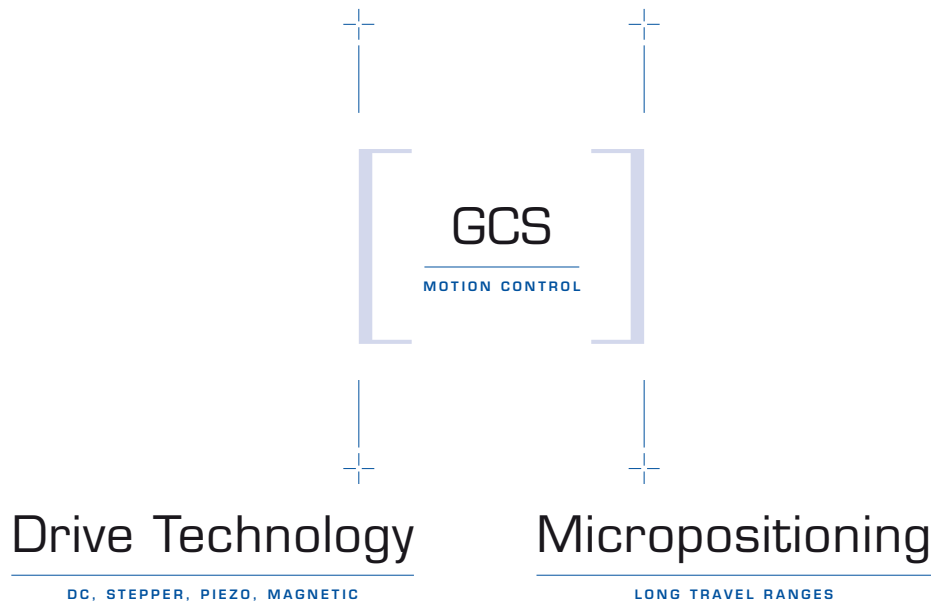 GCS
MOTION CONTROL
Drive Technology
DC, STEPPER, PIEZO, MAGNETIC
Micropositioning
LONG TRAVEL RANGES